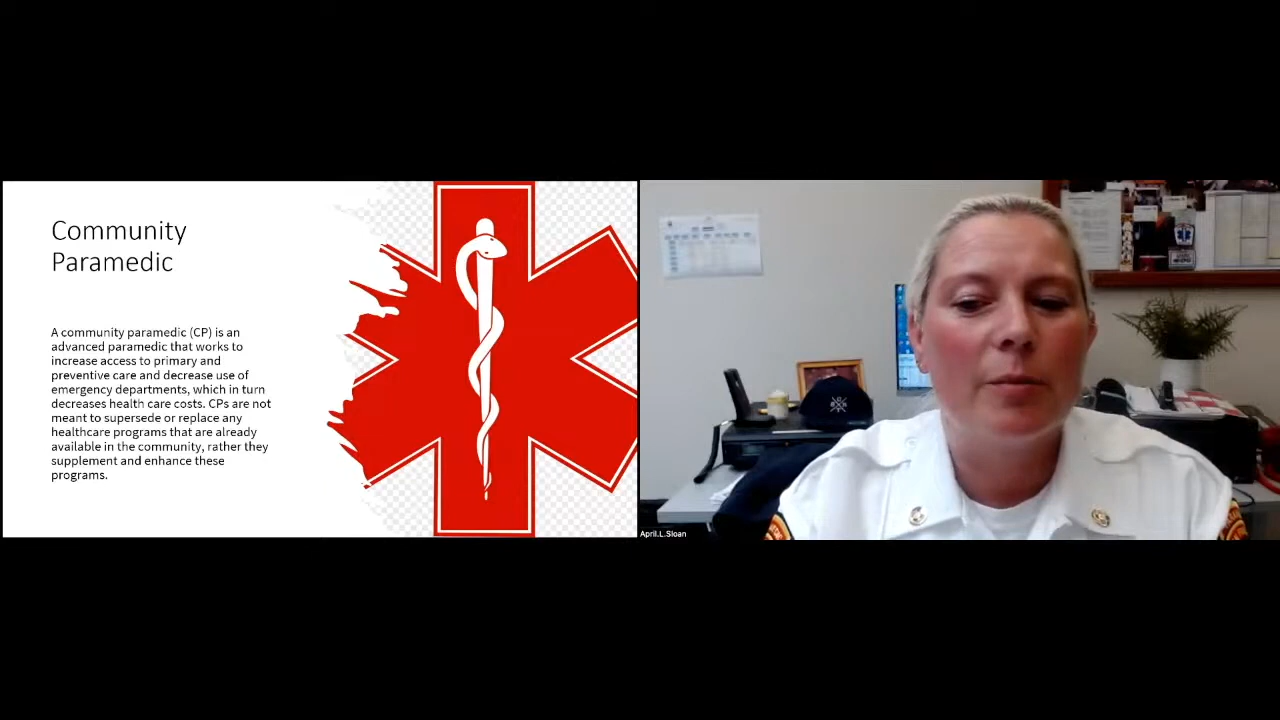 Community
Paramedic
A community paramedic (CP) is an
advanced paramedic that works to
increase access to primary and
preventive care and decrease use of
emergency departments, which in turn
decreases health care costs. CPs are not
meant to supersede or replace any
healthcare programs that are already
available in the community, rather they
supplement and enhance these
programs.
April.L.Sloan